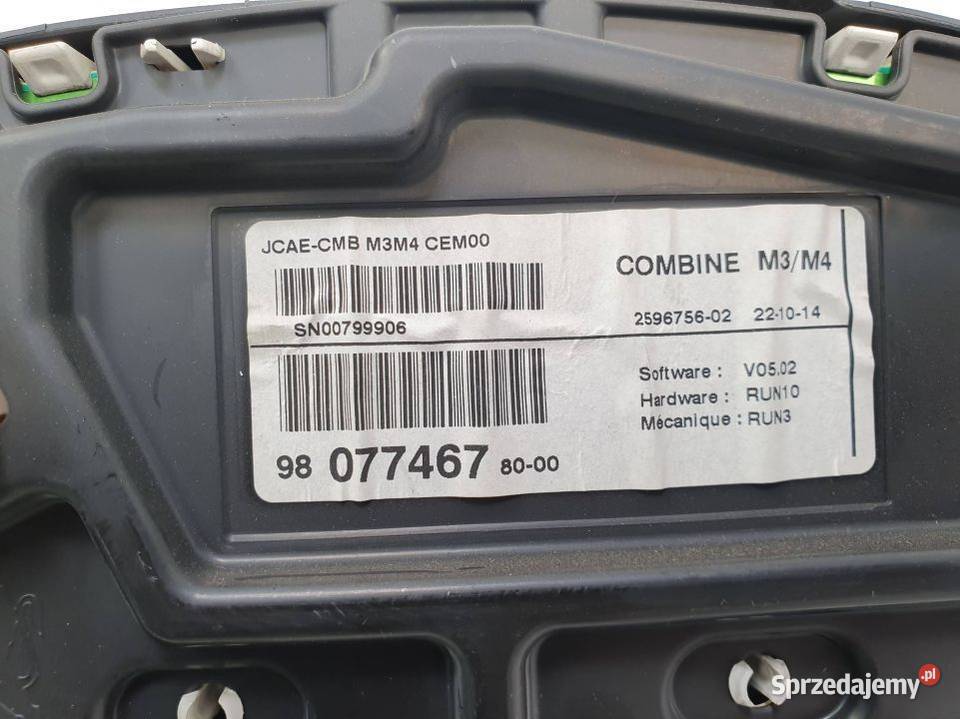 JCAE-CMB M3M4 CEM00
COMBINE M3/M4
SN00799906
2596756-02 22-10-14
Software : V05.02
Hardware : RUN10
Mécanique : RUN3
98 077467 80-00
Sprzedajemy.pl